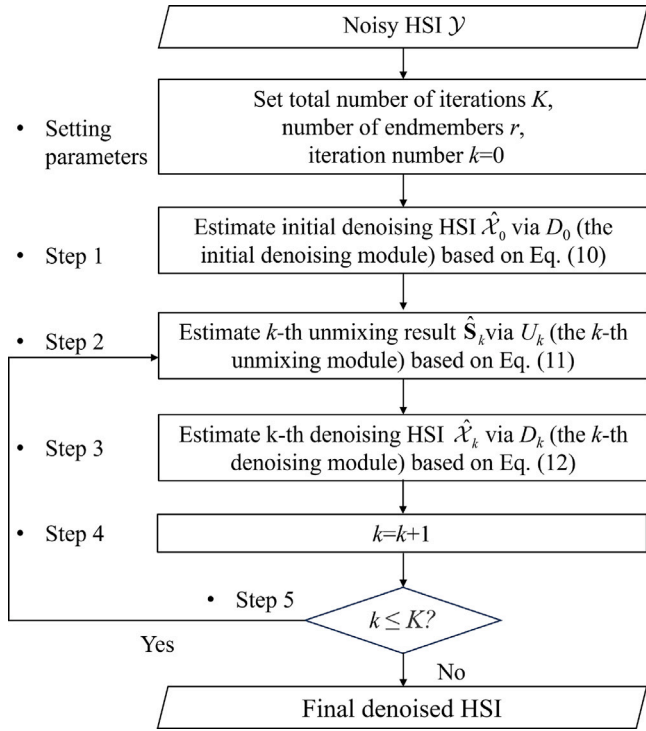 Noisy HSI 𝒴
• Setting
parameters
Set total number of iterations K,
number of endmembers r,
iteration number k=0
• Step 1
Estimate initial denoising HSI 𝒳̂₀ via D₀ (the
initial denoising module) based on Eq. (10)
• Step 2
Estimate k-th unmixing result Ŝₖvia Uₖ (the k-th
unmixing module) based on Eq. (11)
• Step 3
Estimate k-th denoising HSI 𝒳̂ₖ via Dₖ (the k-th
denoising module) based on Eq. (12)
• Step 4
k=k+1
• Step 5
k ≤ K?
Yes
No
Final denoised HSI